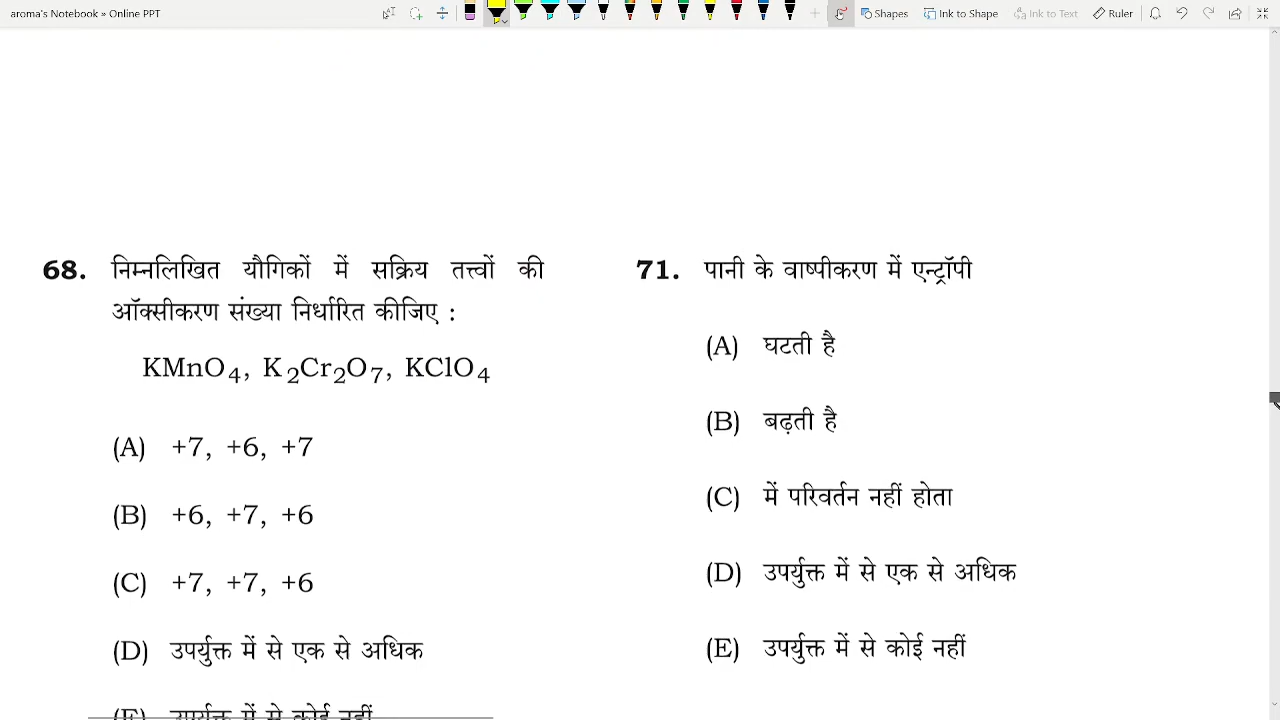 aroma's Notebook » Online PPT
Shapes
Ink to Shape
Ink to Text
Ruler
68. निम्नलिखित यौगिकों में सक्रिय तत्त्वों की
ऑक्सीकरण संख्या निर्धारित कीजिए :
KMnO₄, K₂Cr₂O₇, KClO₄
(A) +7, +6, +7
(B) +6, +7, +6
(C) +7, +7, +6
(D) उपर्युक्त में से एक से अधिक
(E) उपर्युक्त में से कोई नहीं
71. पानी के वाष्पीकरण में एन्ट्रॉपी
(A) घटती है
(B) बढ़ती है
(C) में परिवर्तन नहीं होता
(D) उपर्युक्त में से एक से अधिक
(E) उपर्युक्त में से कोई नहीं